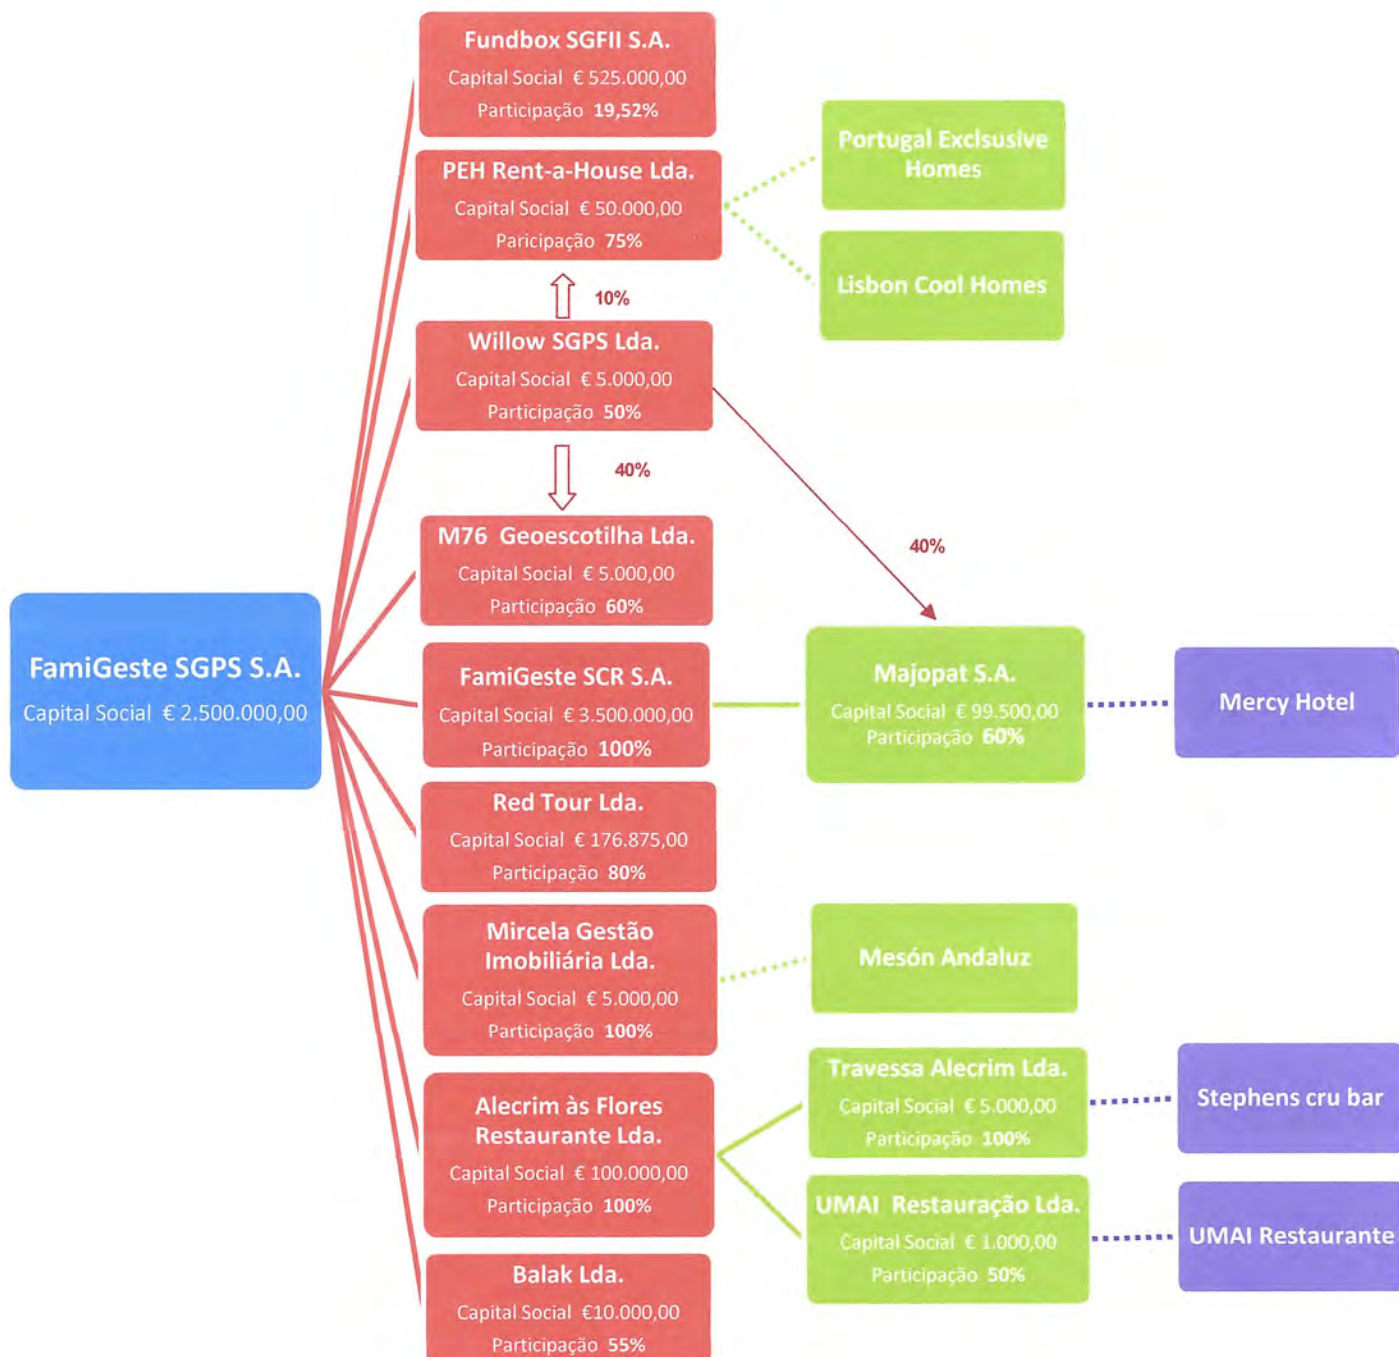 Fundbox SGFII S.A.
Capital Social € 525.000,00
Participação 19,52%
PEH Rent-a-House Lda.
Capital Social € 50.000,00
Paricipação 75%
Portugal Exclsusive
Homes
Lisbon Cool Homes
10%
Willow SGPS Lda.
Capital Social € 5.000,00
Participação 50%
40%
40%
M76 Geoescotilha Lda.
Capital Social € 5.000,00
Participação 60%
FamiGeste SGPS S.A.
Capital Social € 2.500.000,00
FamiGeste SCR S.A.
Capital Social € 3.500.000,00
Participação 100%
Majopat S.A.
Capital Social € 99.500,00
Participação 60%
Mercy Hotel
Red Tour Lda.
Capital Social € 176.875,00
Participação 80%
Mircela Gestão
Imobiliária Lda.
Capital Social € 5.000,00
Participação 100%
Mesón Andaluz
Alecrim às Flores
Restaurante Lda.
Capital Social € 100.000,00
Participação 100%
Travessa Alecrim Lda.
Capital Social € 5.000,00
Participação 100%
Stephens cru bar
UMAI Restauração Lda.
Capital Social € 1.000,00
Participação 50%
UMAI Restaurante
Balak Lda.
Capital Social €10.000,00
Participação 55%